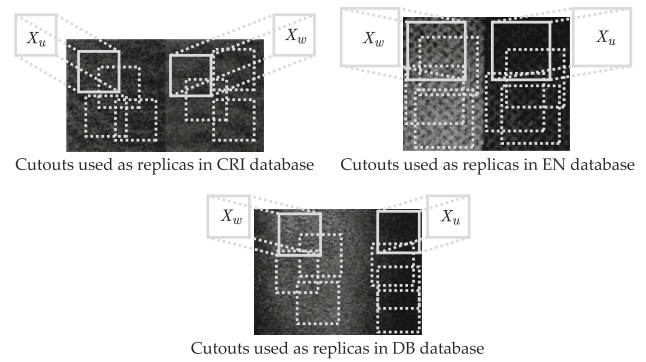 X_u
X_w
X_w
X_u
Cutouts used as replicas in CRI database
Cutouts used as replicas in EN database
X_w
X_u
Cutouts used as replicas in DB database